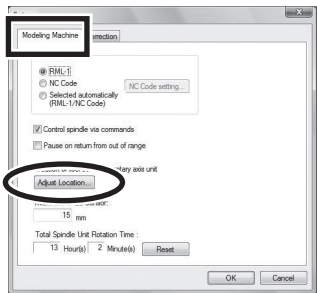 Modeling Machine
RML-1
NC Code
NC Code setting...
Selected automatically
(RML-1/NC Code)
Control spindle via commands
Pause on return from out of range
axis unit
Adjust Location...
15 mm
Total Spindle Unit Rotation Time :
13 Hour(s) 2 Minute(s) Reset
OK Cancel